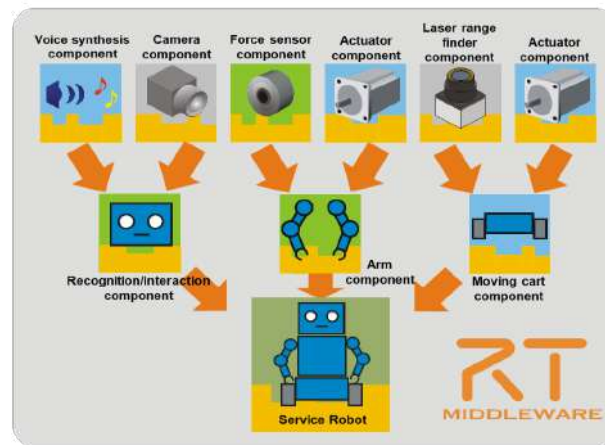 Voice synthesis
component
Camera
component
Force sensor
component
Actuator
component
Laser range
finder
component
Actuator
component
Recognition/interaction
component
Arm
component
Moving cart
component
Service Robot
RT
MIDDLEWARE